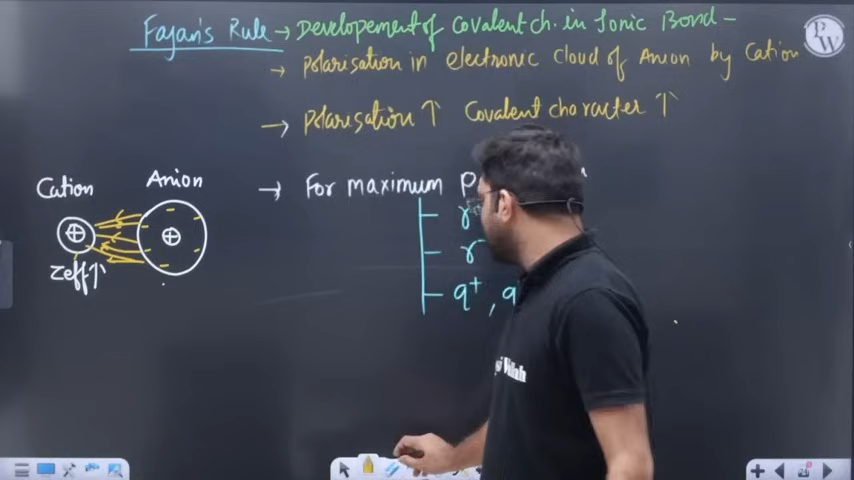 Fajan's Rule → Developement of Covalent ch. in Ionic Bond -
→ Polarisation in electronic cloud of Anion by Cation
→ Polarisation ↑ Covalent character ↑
Cation
Anion
→ For maximum
Zeff↑
q+, q
PW